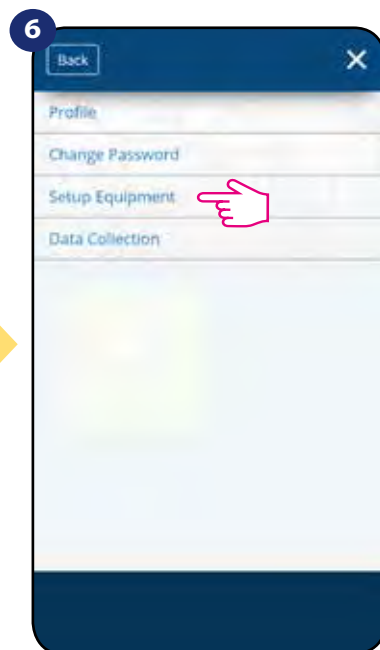 6
Back
Profile
Change Password
Setup Equipment
Data Collection